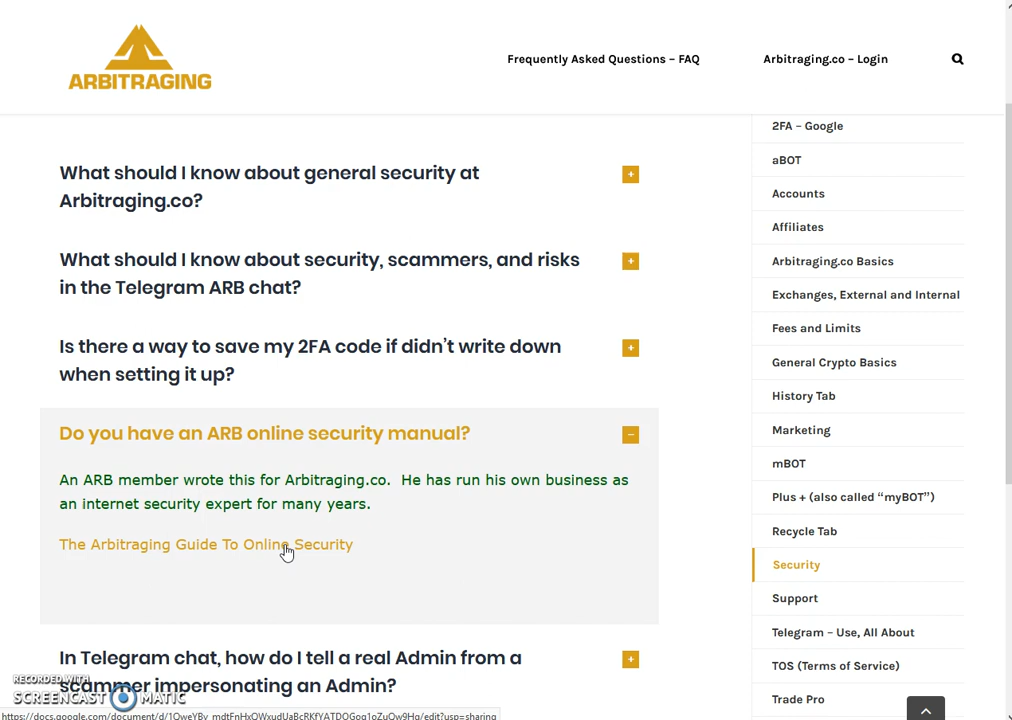 ARBITRAGING
Frequently Asked Questions – FAQ
Arbitraging.co – Login
What should I know about general security at
Arbitraging.co?
What should I know about security, scammers, and risks
in the Telegram ARB chat?
Is there a way to save my 2FA code if didn’t write down
when setting it up?
Do you have an ARB online security manual?
An ARB member wrote this for Arbitraging.co.  He has run his own business as
an internet security expert for many years.
The Arbitraging Guide To Online Security
In Telegram chat, how do I tell a real Admin from a
scammer impersonating an Admin?
2FA – Google
aBOT
Accounts
Affiliates
Arbitraging.co Basics
Exchanges, External and Internal
Fees and Limits
General Crypto Basics
History Tab
Marketing
mBOT
Plus + (also called “myBOT”)
Recycle Tab
Security
Support
Telegram – Use, All About
TOS (Terms of Service)
Trade Pro
RECORDED WITH
SCREENCAST MATIC